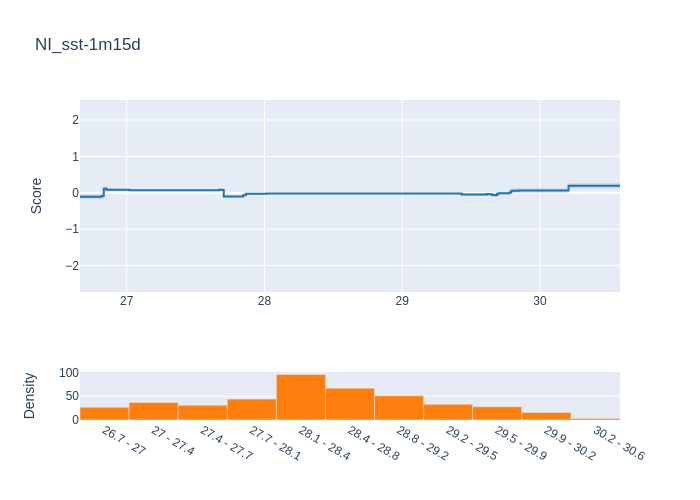 NI_sst-1m15d
Score
2
1
0
−1
−2
27 28 29 30
Density
100
50
0
26.7 - 27
27 - 27.4
27.4 - 27.7
27.7 - 28.1
28.1 - 28.4
28.4 - 28.8
28.8 - 29.2
29.2 - 29.5
29.5 - 29.9
29.9 - 30.2
30.2 - 30.6